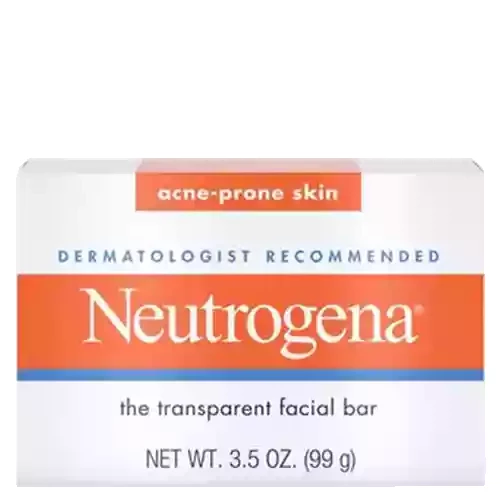 acne-prone skin
DERMATOLOGIST RECOMMENDED
Neutrogena®
the transparent facial bar
NET WT. 3.5 OZ. (99 g)